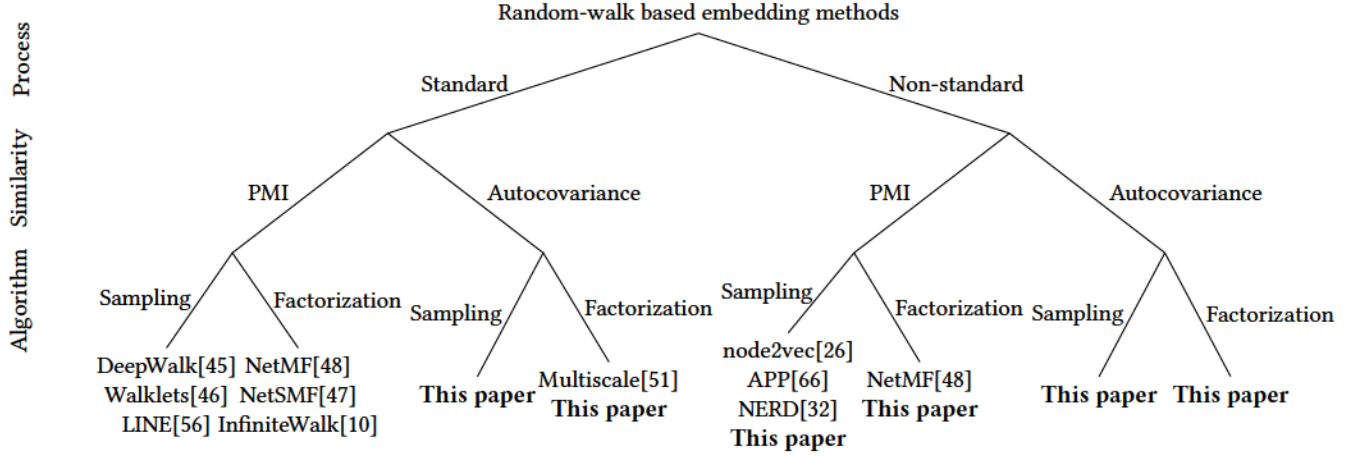 Random-walk based embedding methods
Process
Standard
Non-standard
Similarity
PMI
Autocovariance
PMI
Autocovariance
Algorithm
Sampling
Factorization
Sampling
Factorization
Sampling
Factorization
Sampling
Factorization
DeepWalk[45]
Walklets[46]
LINE[56]
NetMF[48]
NetSMF[47]
InfiniteWalk[10]
This paper
Multiscale[51]
This paper
node2vec[26]
APP[66]
NERD[32]
This paper
NetMF[48]
This paper
This paper
This paper